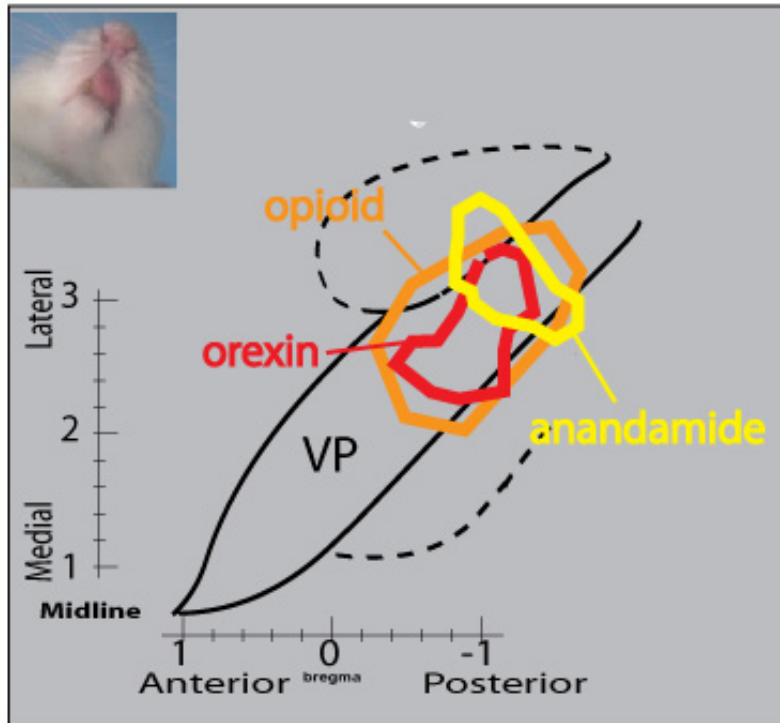 opioid
3
Lateral
orexin
anandamide
2
VP
Medial
1
Midline
1 0 -1
Anterior bregma Posterior